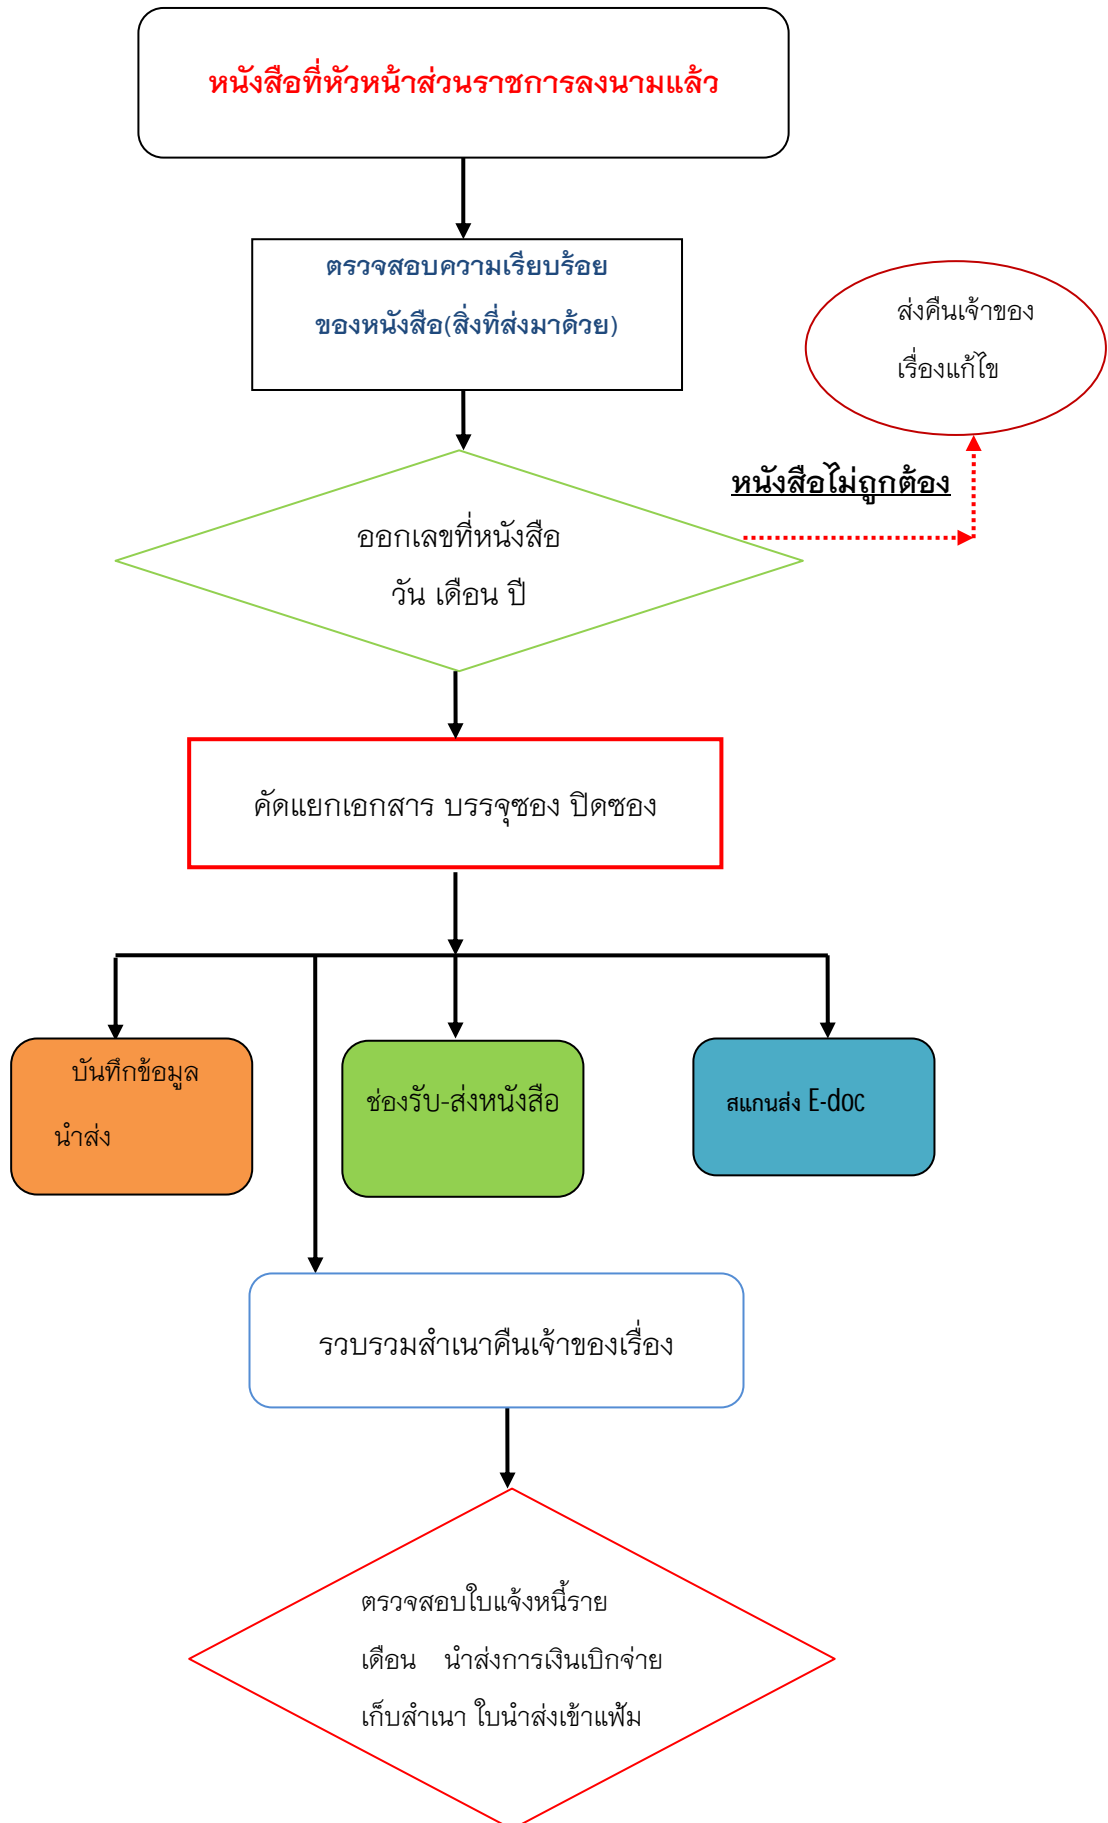 หนังสือที่หัวหน้าส่วนราชการลงนามแล้ว
ตรวจสอบความเรียบร้อย
ของหนังสือ(สิ่งที่ส่งมาด้วย)
ส่งคืนเจ้าของ
เรื่องแก้ไข
หนังสือไม่ถูกต้อง
ออกเลขที่หนังสือ
วัน เดือน ปี
คัดแยกเอกสาร บรรจุซอง ปิดซอง
บันทึกข้อมูล
นำส่ง
ช่องรับ-ส่งหนังสือ
สแกนส่ง E-doc
รวบรวมสำเนาคืนเจ้าของเรื่อง
ตรวจสอบใบแจ้งหนี้ราย
เดือน นำส่งการเงินเบิกจ่าย
เก็บสำเนา ใบนำส่งเข้าแฟ้ม